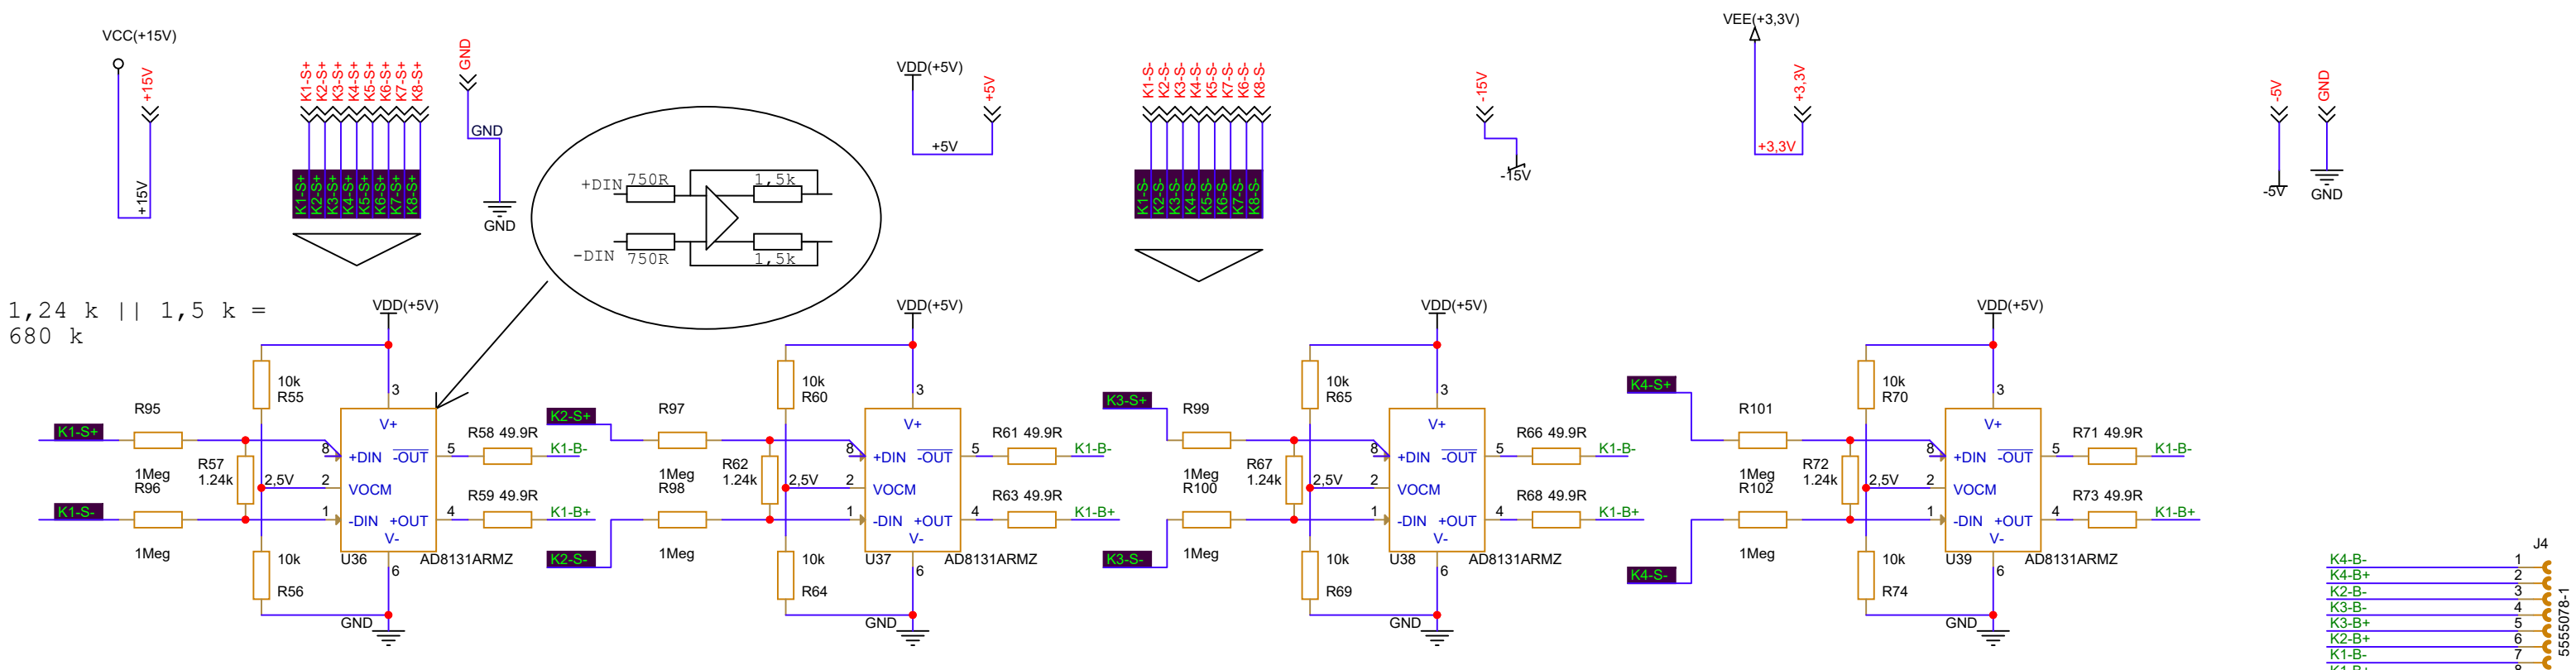 VCC(+15V)
+15V
+15V
K1-S+
K2-S+
K3-S+
K4-S+
K5-S+
K6-S+
K7-S+
K8-S+
K1-S+
K2-S+
K3-S+
K4-S+
K5-S+
K6-S+
K7-S+
K8-S+
GND
GND
GND
+DIN 750R 1,5k
-DIN 750R 1,5k
VDD(+5V)
+5V
+5V
K1-S-
K2-S-
K3-S-
K4-S-
K5-S-
K6-S-
K7-S-
K8-S-
K1-S-
K2-S-
K3-S-
K4-S-
K5-S-
K6-S-
K7-S-
K8-S-
-15V
-15V
VEE(+3,3V)
+3,3V
+3,3V
-5V
-5V
GND
GND
1,24 k || 1,5 k =
680 k
VDD(+5V)
10k
R55
3
R95
K1-S+
1Meg
R96
K1-S-
1Meg
R57
1.24k
2,5V
8
2
1
V+
+DIN -OUT
VOCM
-DIN +OUT
V-
5
4
R58 49.9R
K1-B-
R59 49.9R
K1-B+
10k
R56
U36
AD8131ARMZ
6
GND
VDD(+5V)
10k
R60
3
K2-S+
R97
1Meg
R98
K2-S-
1Meg
R62
1.24k
2,5V
8
2
1
V+
+DIN -OUT
VOCM
-DIN +OUT
V-
5
4
R61 49.9R
K1-B-
R63 49.9R
K1-B+
10k
R64
U37
AD8131ARMZ
6
GND
VDD(+5V)
10k
R65
3
K3-S+
R99
1Meg
R100
K3-S-
1Meg
R67
1.24k
2,5V
8
2
1
V+
+DIN -OUT
VOCM
-DIN +OUT
V-
5
4
R66 49.9R
K1-B-
R68 49.9R
K1-B+
10k
R69
U38
AD8131ARMZ
6
GND
VDD(+5V)
10k
R70
3
K4-S+
R101
1Meg
R102
K4-S-
1Meg
R72
1.24k
2,5V
8
2
1
V+
+DIN -OUT
VOCM
-DIN +OUT
V-
5
4
R71 49.9R
K1-B-
R73 49.9R
K1-B+
10k
R74
U39
AD8131ARMZ
6
GND
J4
K4-B- 1
K4-B+ 2
K2-B- 3
K3-B- 4
K3-B+ 5
K2-B+ 6
K1-B- 7
K1-B+ 8
5555078-1